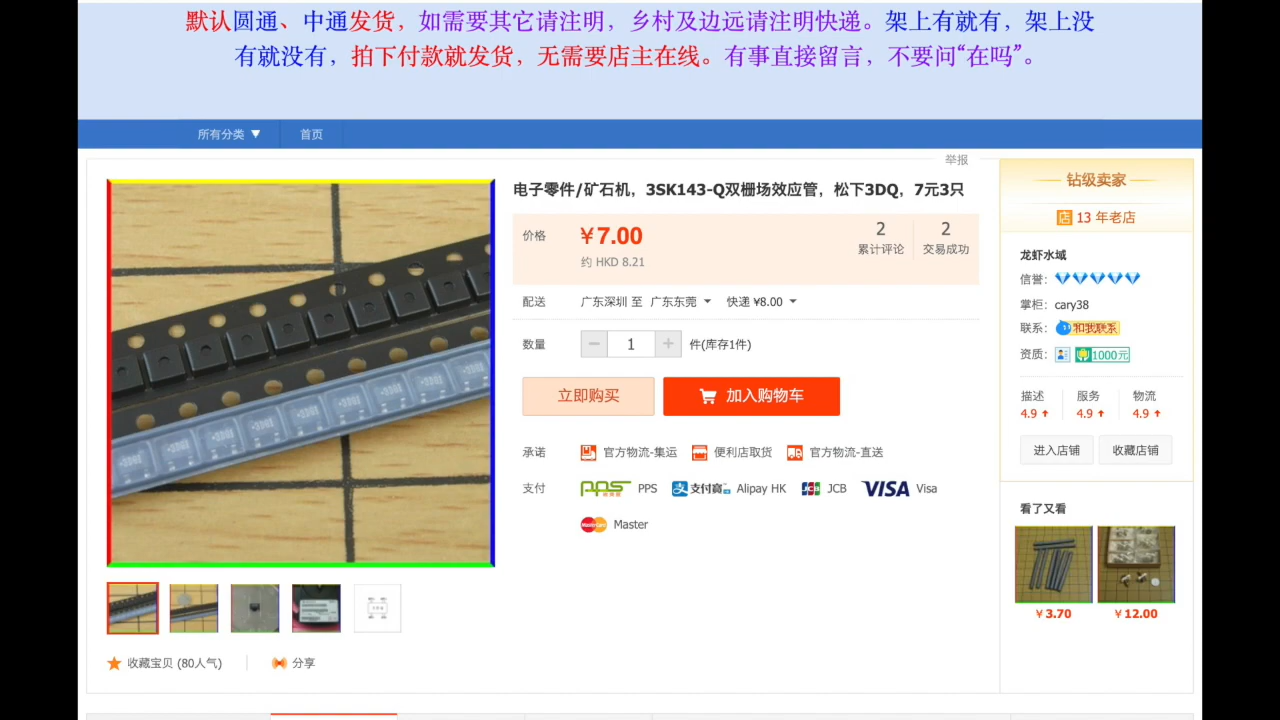 默认圆通、中通发货，如需要其它请注明，乡村及边远请注明快递。架上有就有，架上没
有就没有，拍下付款就发货，无需要店主在线。有事直接留言，不要问“在吗”。
所有分类 ▼ 首页
举报
电子零件/矿石机，3SK143-Q双栅场效应管，松下3DQ，7元3只
价格 ¥7.00
约 HKD 8.21
2 累计评论
2 交易成功
配送 广东深圳 至 广东东莞 快递 ¥8.00
数量 1 件(库存1件)
立即购买 加入购物车
承诺 官方物流-集运 便利店取货 官方物流-直送
支付 PPS PPS 支付宝 Alipay HK JCB JCB VISA Visa
MasterCard Master
收藏宝贝 (80人气) 分享
钻级卖家
店 13 年老店
龙虾水域
信誉：
掌柜： cary38
联系： 和我联系
资质： 1000元
描述 服务 物流
4.9 4.9 4.9
进入店铺 收藏店铺
看了又看
¥3.70 ¥12.00